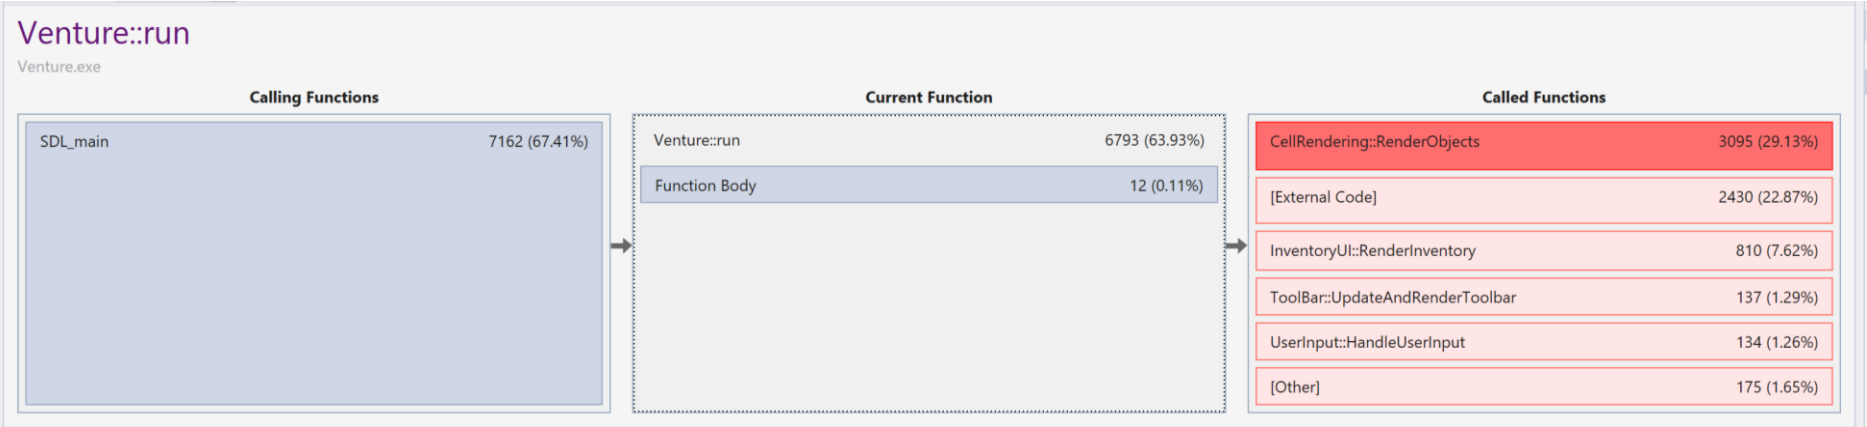 Venture::run
Venture.exe
Calling Functions
Current Function
Called Functions
SDL_main 7162 (67.41%)
Venture::run 6793 (63.93%)
Function Body 12 (0.11%)
CellRendering::RenderObjects 3095 (29.13%)
[External Code] 2430 (22.87%)
InventoryUI::RenderInventory 810 (7.62%)
ToolBar::UpdateAndRenderToolbar 137 (1.29%)
UserInput::HandleUserInput 134 (1.26%)
[Other] 175 (1.65%)